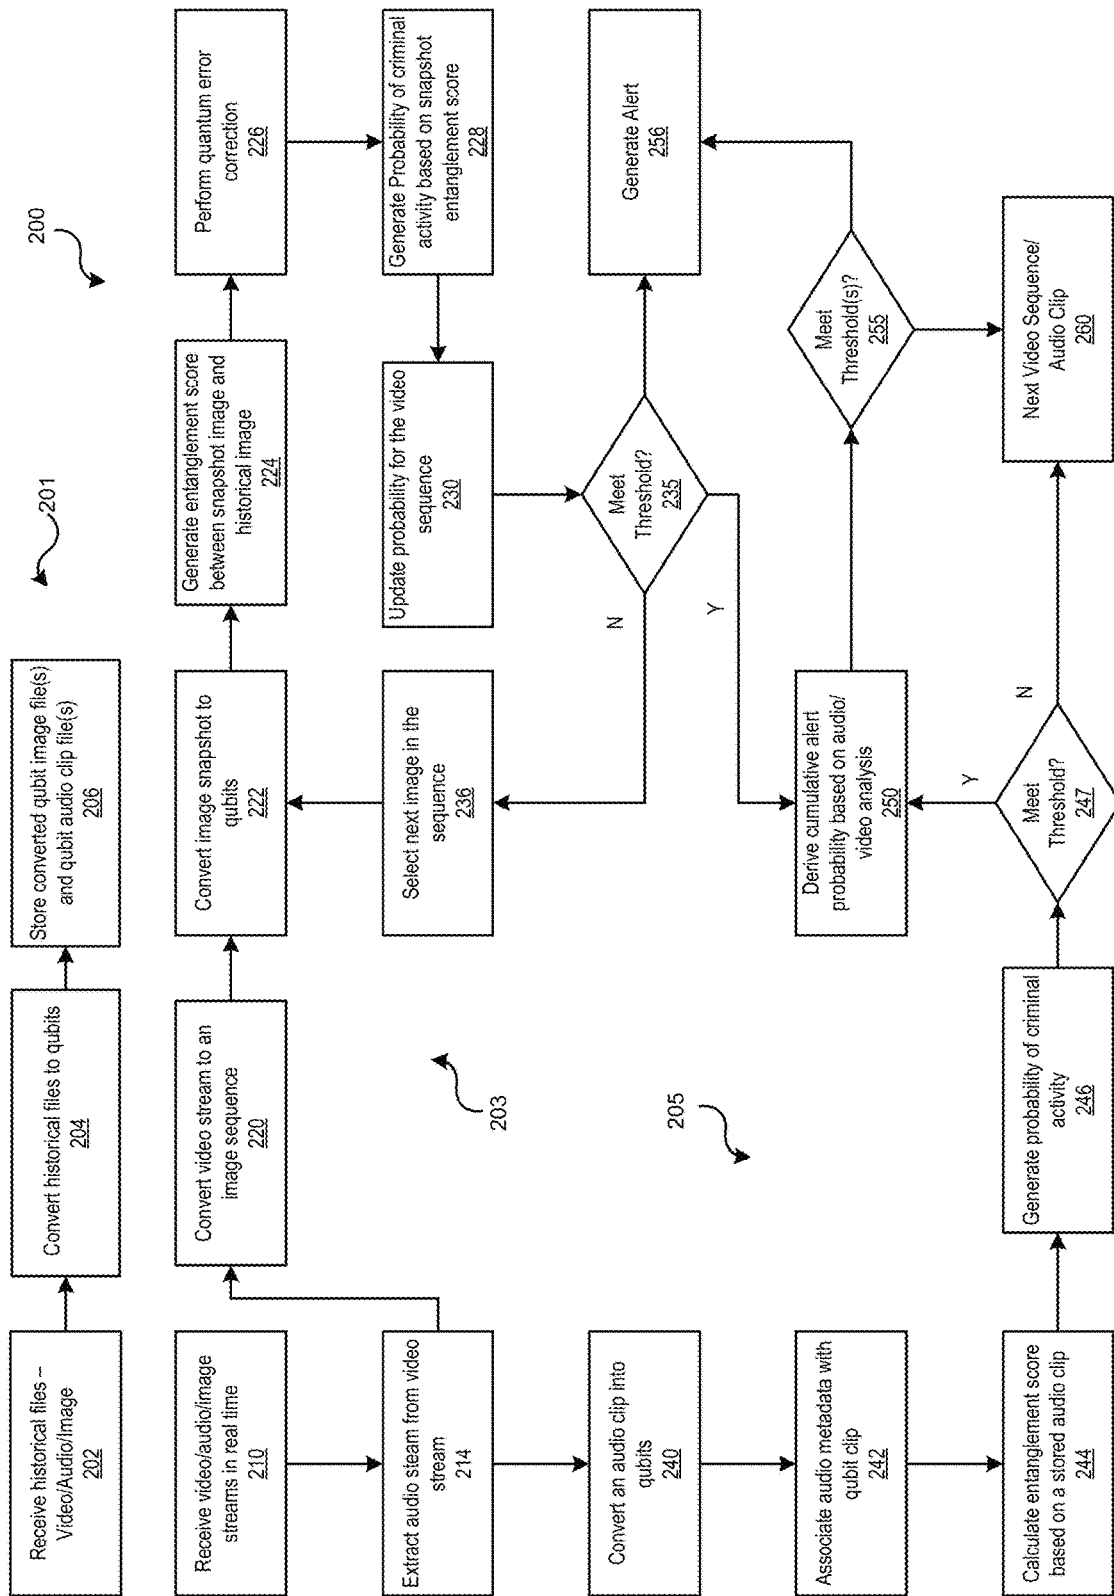 200
201
Receive historical files –
Video/Audio/Image
202
Convert historical files to qubits
204
Store converted qubit image file(s)
and qubit audio clip file(s)
206
Receive video/audio/image
streams in real time
210
Convert video stream to an
image sequence
220
Convert image snapshot to
qubits
222
Generate entanglement score
between snapshot image and
historical image
224
Perform quantum error
correction
226
Extract audio steam from video
stream
214
203
Select next image in the
sequence
236
Update probability for the video
sequence
230
Generate Probability of criminal
activity based on snapshot
entanglement score
228
Convert an audio clip into
qubits
240
N
Y
Meet
Threshold?
235
Generate Alert
256
205
Associate audio metadata with
qubit clip
242
Derive cumulative alert
probability based on audio/
video analysis
250
Meet
Threshold(s)?
255
Calculate entanglement score
based on a stored audio clip
244
Generate probability of criminal
activity
246
Y
Meet
Threshold?
247
N
Next Video Sequence/
Audio Clip
260